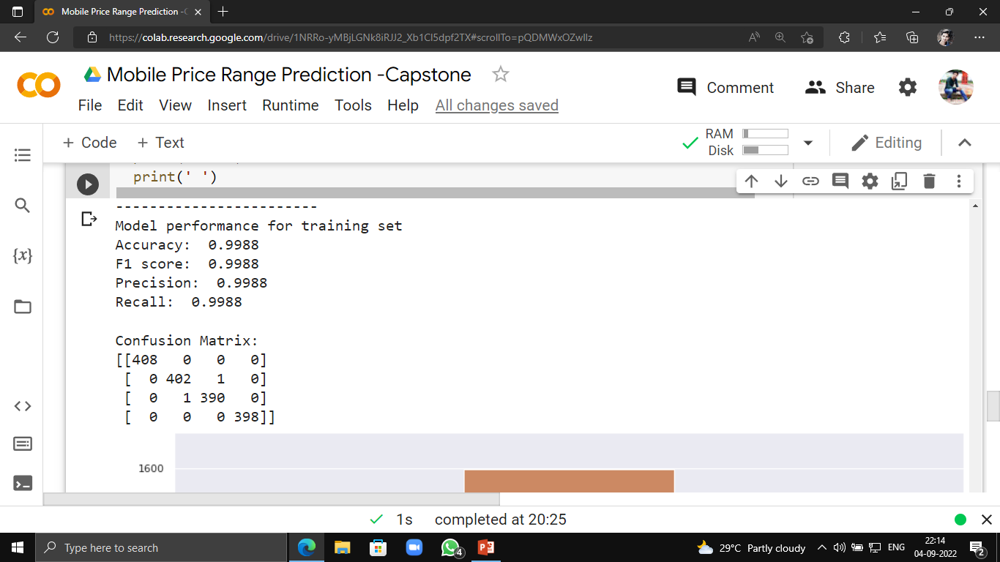 Mobile Price Range Prediction -C
https://colab.research.google.com/drive/1NRRo-yMBjLGNk8iRJJ2_Xb1Cl5dpf2TX#scrollTo=pQDMWxOZwllz
Mobile Price Range Prediction -Capstone
Comment
Share
File Edit View Insert Runtime Tools Help All changes saved
+ Code + Text
RAM
Disk
Editing
print(' ')
------------------------
Model performance for training set
Accuracy:  0.9988
F1 score:  0.9988
Precision:  0.9988
Recall:  0.9988
Confusion Matrix:
[[408   0   0   0]
 [  0 402   1   0]
 [  0   1 390   0]
 [  0   0   0 398]]
1600
1s completed at 20:25
Type here to search
4
29°C Partly cloudy
ENG
22:14
04-09-2022
2